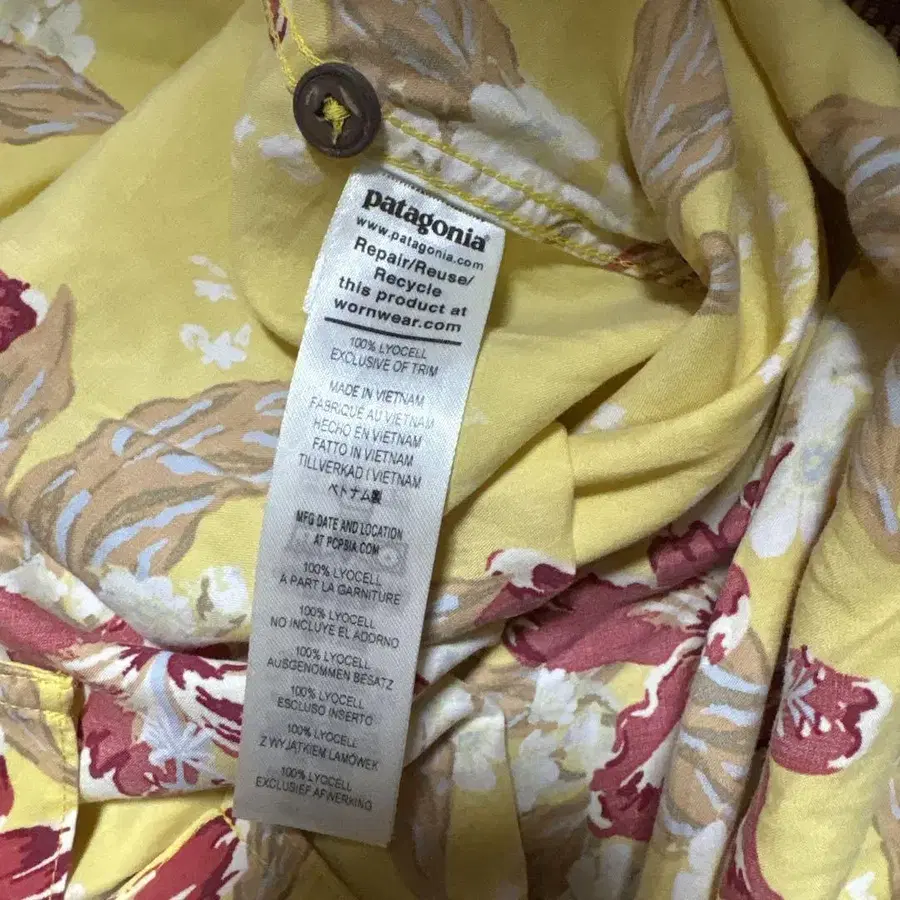 patagonia®
www.patagonia.com
Repair/Reuse/
Recycle
this product at
wornwear.com
100% LYOCELL
EXCLUSIVE OF TRIM
MADE IN VIETNAM
FABRIQUÉ AU VIETNAM
HECHO EN VIETNAM
FATTO IN VIETNAM
TILLVERKAD I VIETNAM
ベトナム製
MFG DATE AND LOCATION
AT PCPSIA.COM
100% LYOCELL
A PART LA GARNITURE
100% LYOCELL
NO INCLUYE EL ADORNO
100% LYOCELL
AUSGENOMMEN BESATZ
100% LYOCELL
ESCLUSO INSERTO
100% LYOCELL
Z WYJĄTKIEM LAMÓWEK
100% LYOCELL
EXCLUSIEF AFWERKING